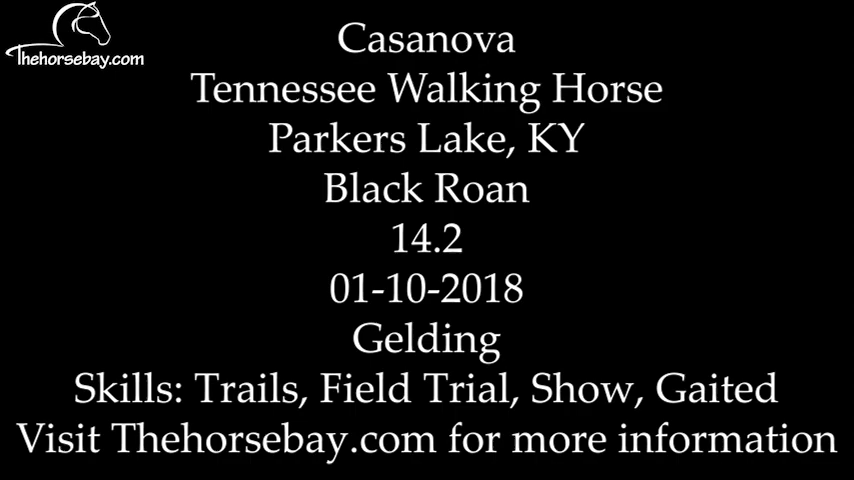 Thehorsebay.com
Casanova
Tennessee Walking Horse
Parkers Lake, KY
Black Roan
14.2
01-10-2018
Gelding
Skills: Trails, Field Trial, Show, Gaited
Visit Thehorsebay.com for more information